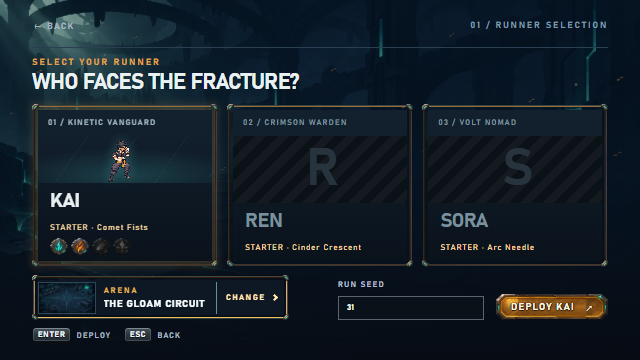 ← BACK
01 / RUNNER SELECTION
SELECT YOUR RUNNER
WHO FACES THE FRACTURE?
01 / KINETIC VANGUARD
KAI
STARTER · Comet Fists
02 / CRIMSON WARDEN
R
REN
STARTER · Cinder Crescent
03 / VOLT NOMAD
S
SORA
STARTER · Arc Needle
ARENA
THE GLOAM CIRCUIT
CHANGE >
RUN SEED
31
DEPLOY KAI ↗
ENTER DEPLOY ESC BACK